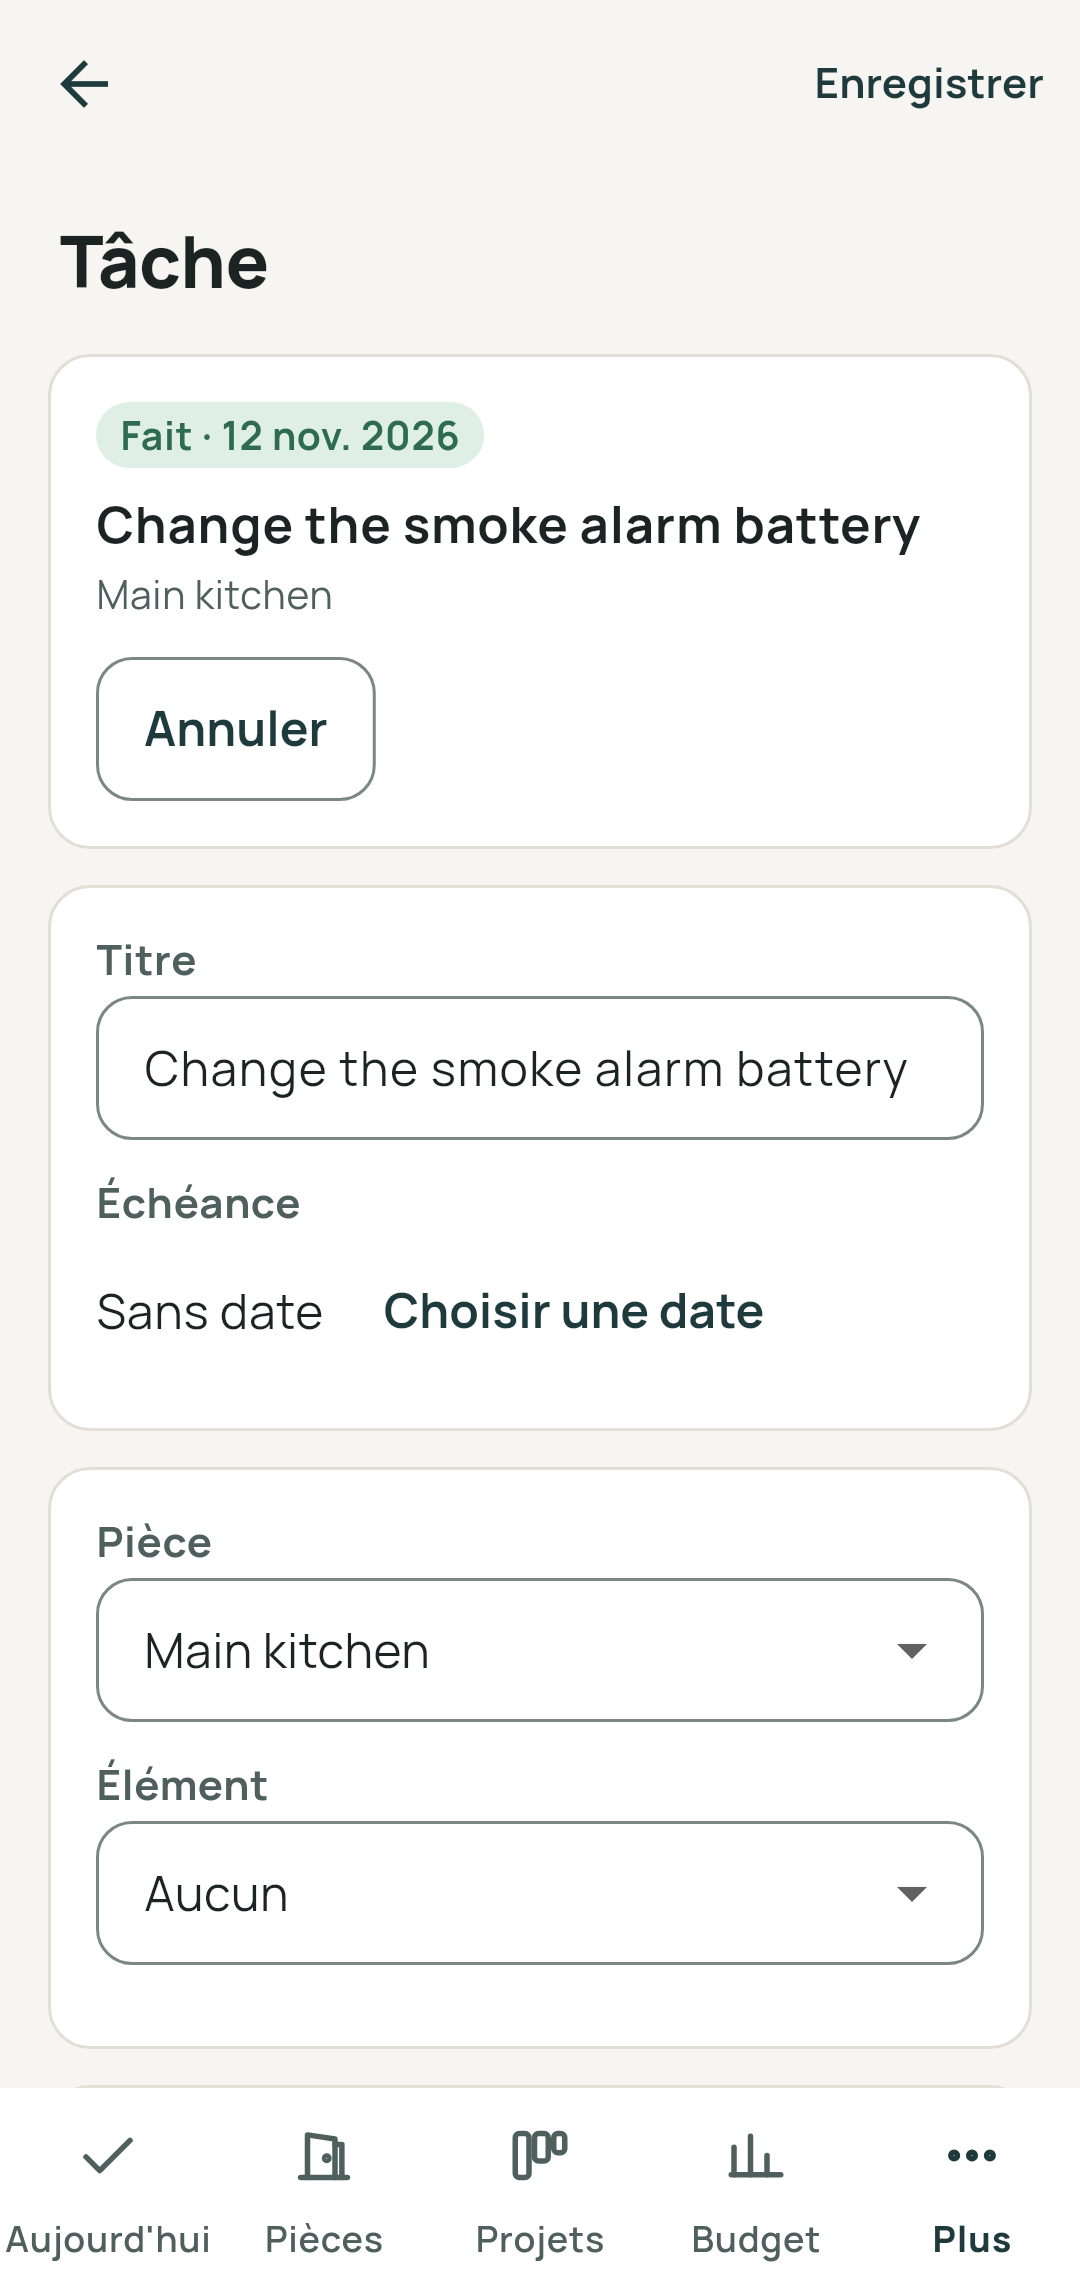 Enregistrer
Tâche
Fait · 12 nov. 2026
Change the smoke alarm battery
Main kitchen
Annuler
Titre
Change the smoke alarm battery
Échéance
Sans date Choisir une date
Pièce
Main kitchen
Élément
Aucun
Aujourd'hui Pièces Projets Budget Plus